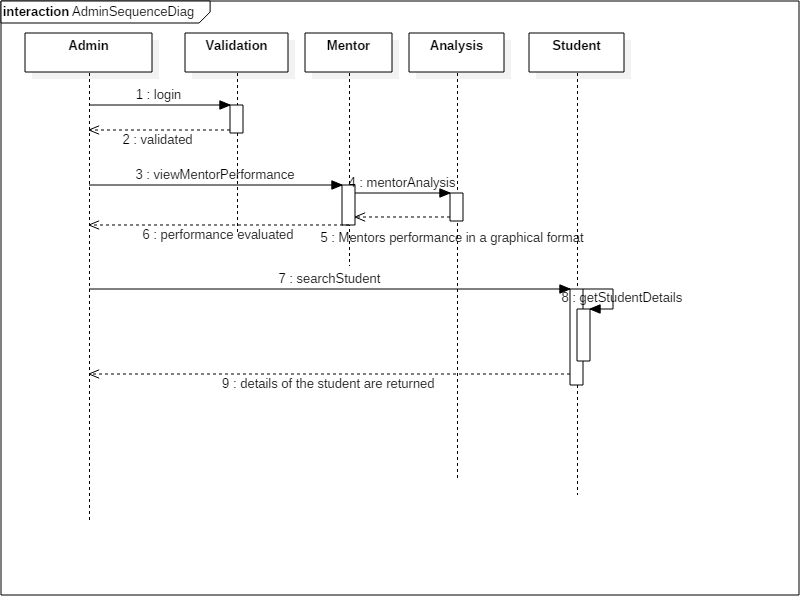 interaction AdminSequenceDiag
Admin
Validation
Mentor
Analysis
Student
1 : login
2 : validated
3 : viewMentorPerformance
4 : mentorAnalysis
6 : performance evaluated
5 : Mentors performance in a graphical format
7 : searchStudent
8 : getStudentDetails
9 : details of the student are returned